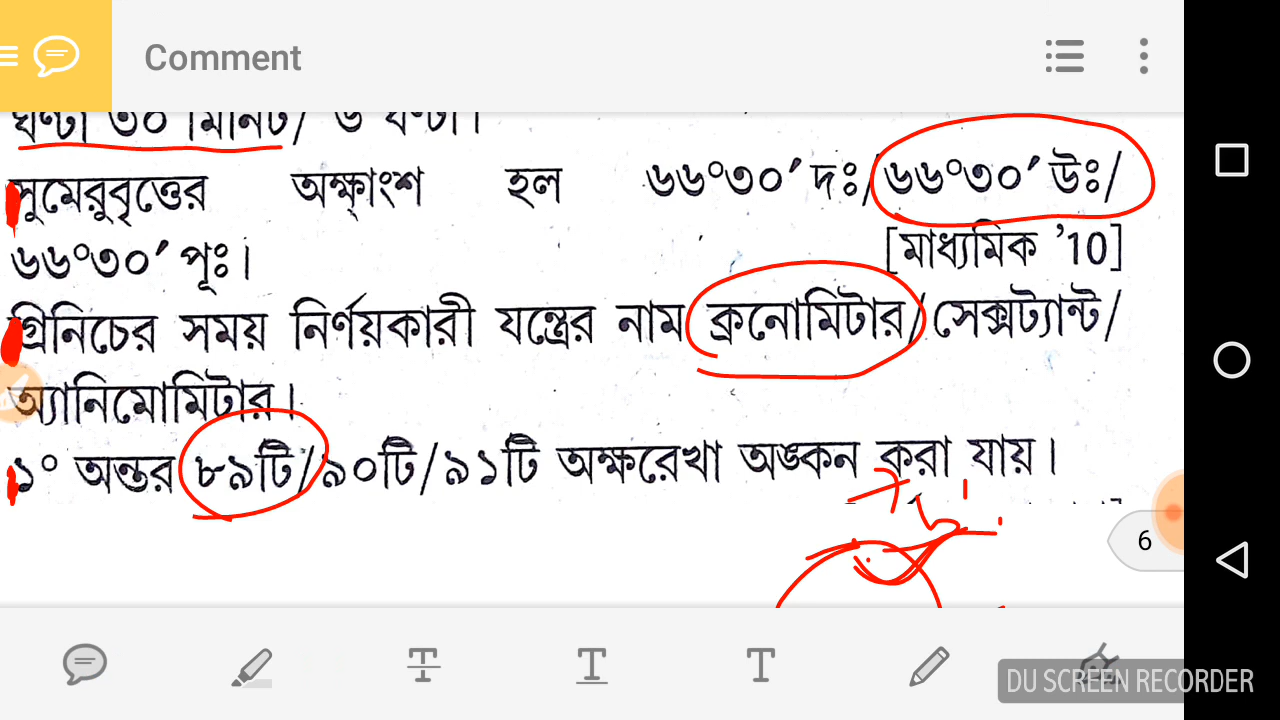 Comment
ঘণ্টা ৩০ মিনিট/ ৬ ঘণ্টা।
সুমেরুবৃত্তের অক্ষাংশ হল ৬৬°৩০′ দঃ/৬৬°৩০′ উঃ/
৬৬°৩০′ পূঃ। [মাধ্যমিক '10]
গ্রিনিচের সময় নির্ণয়কারী যন্ত্রের নাম ক্রনোমিটার/সেক্সট্যান্ট/
অ্যানিমোমিটার।
১° অন্তর ৮৯টি/৯০টি/৯১টি অক্ষরেখা অঙ্কন করা যায়।
6
T T T
DU SCREEN RECORDER